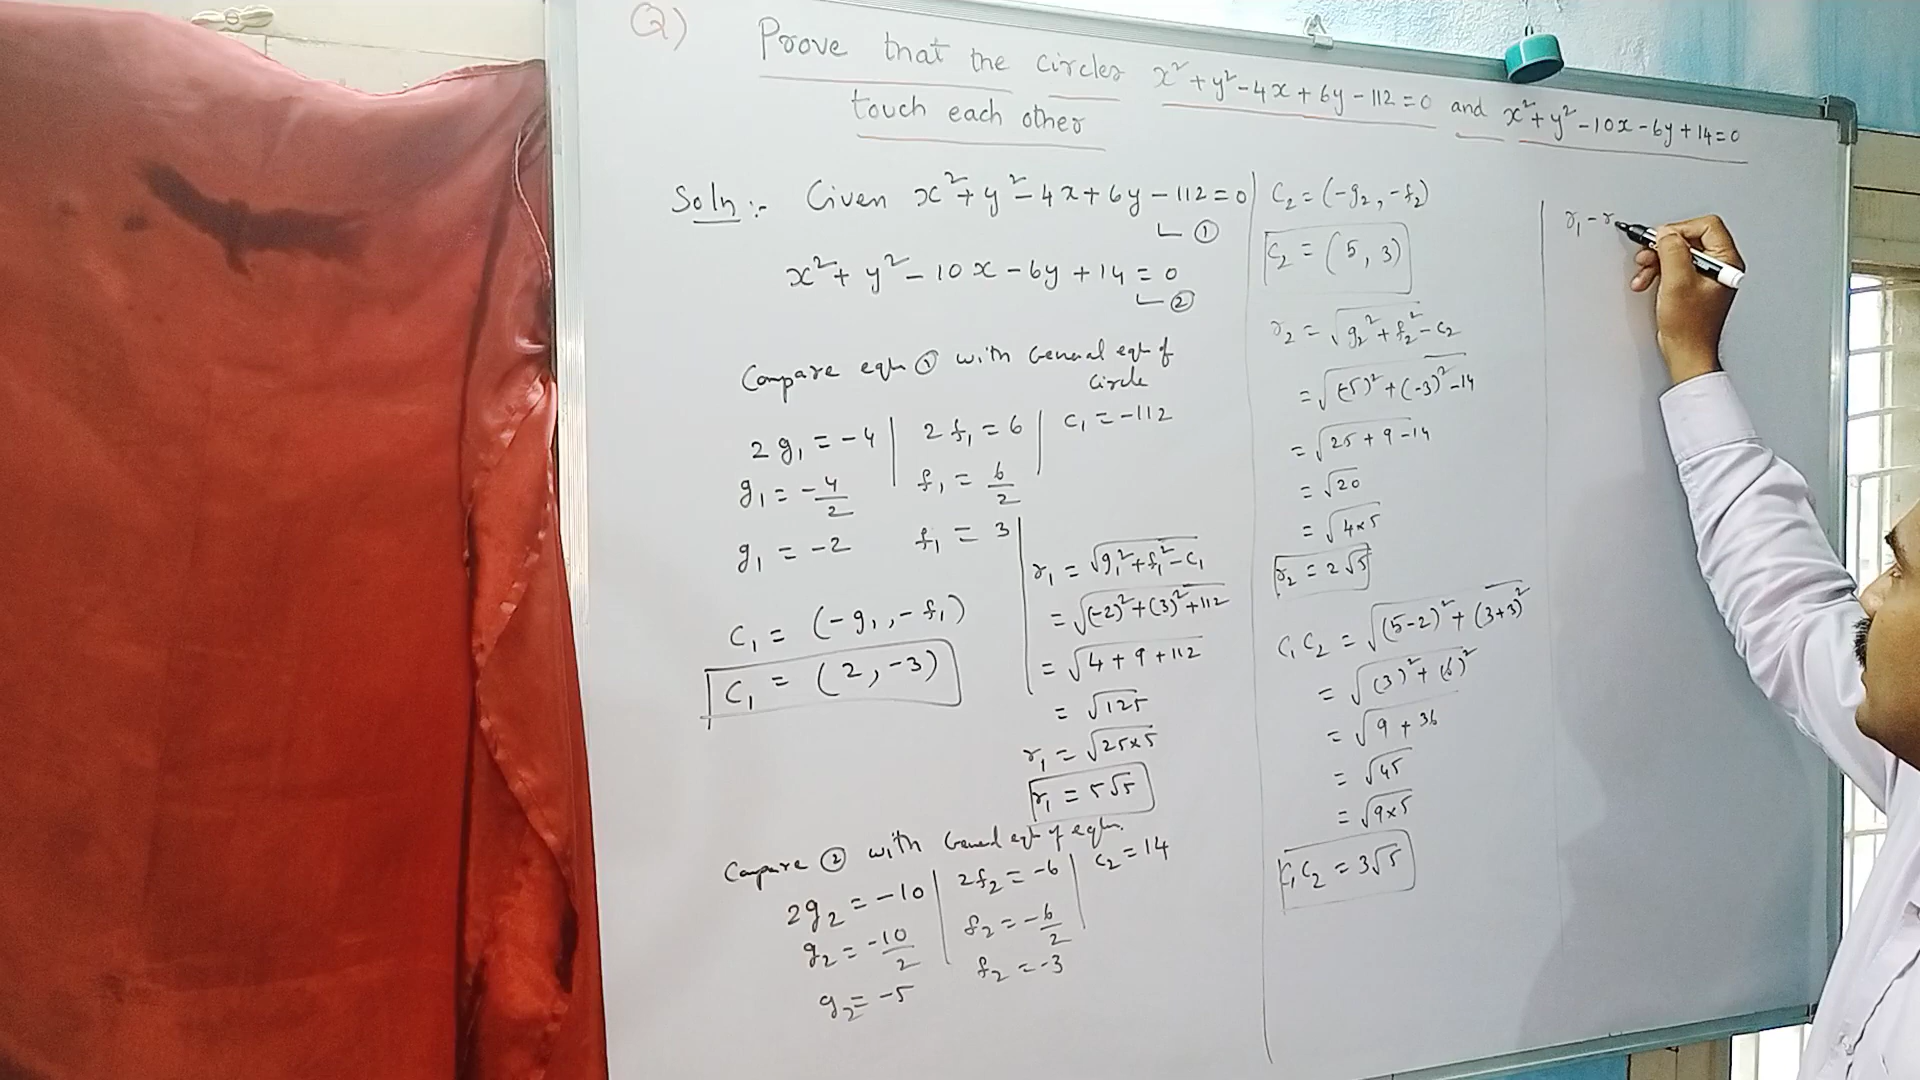 Q) Prove that the circles x²+y²-4x+6y-112=0 and x²+y²-10x-6y+14=0
touch each other
Soln:- Given x²+y²-4x+6y-112=0
①
x²+y²-10x-6y+14=0
②
Compare eqn ① with General eqn of
circle
2g₁=-4 | 2f₁=6 | c₁=-112
g₁=-4/2 f₁=6/2
g₁=-2 f₁=3
C₁=(-g₁,-f₁)
C₁=(2,-3)
r₁=√(g₁²+f₁²-c₁)
=√((-2)²+(3)²+112)
=√(4+9+112)
=√125
r₁=√(25×5)
r₁=5√5
Compare ② with General eqn of eqn.
2g₂=-10 | 2f₂=-6 | c₂=14
g₂=-10/2 f₂=-6/2
g₂=-5 f₂=-3
C₂=(-g₂,-f₂)
C₂=(5,3)
r₂=√(g₂²+f₂²-c₂)
=√((-5)²+(-3)²-14)
=√(25+9-14)
=√20
=√(4×5)
r₂=2√5
C₁C₂=√((5-2)²+(3+3)²)
=√((3)²+(6)²)
=√(9+36)
=√45
=√(9×5)
C₁C₂=3√5
r₁-r